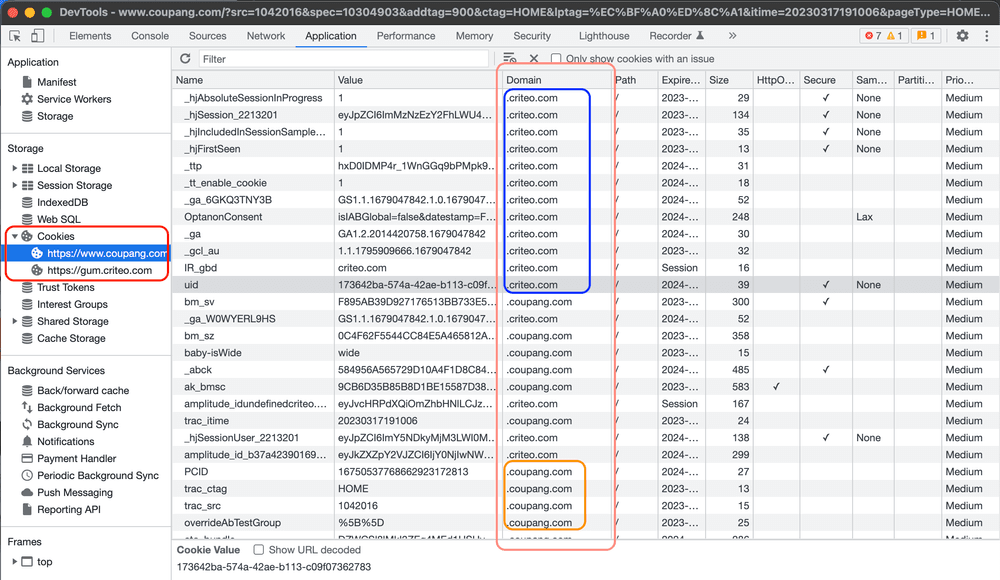 DevTools - www.coupang.com/?src=1042016&spec=10304903&addtag=900&ctag=HOME&lptag=%EC%BF%A0%ED%8C%A1&itime=20230317191006&pageType=HOME...
Elements Console Sources Network Application Performance Memory Security Lighthouse Recorder » 7 1 1
Application
Manifest
Service Workers
Storage
Storage
Local Storage
Session Storage
IndexedDB
Web SQL
Cookies
https://www.coupang.com
https://gum.criteo.com
Trust Tokens
Interest Groups
Shared Storage
Cache Storage
Background Services
Back/forward cache
Background Fetch
Background Sync
Notifications
Payment Handler
Periodic Background Sync
Push Messaging
Reporting API
Frames
top
Filter Only show cookies with an issue
Name Value Domain Path Expire... Size HttpO... Secure Sam... Partiti... Prio...
_hjAbsoluteSessionInProgress 1 .criteo.com / 2023-... 29 ✓ None Medium
_hjSession_2213201 eyJpZCI6ImMzNzEzY2FhLWU4... .criteo.com / 2023-... 134 ✓ None Medium
_hjIncludedInSessionSample... 1 .criteo.com / 2023-... 35 ✓ None Medium
_hjFirstSeen 1 .criteo.com / 2023-... 13 ✓ None Medium
_ttp hxD0IDMP4r_1WnGGq9bPMpk9... .criteo.com / 2024-... 31 Medium
_tt_enable_cookie 1 .criteo.com / 2024-... 18 Medium
_ga_6GKQ3TNY3B GS1.1.1679047842.1.0.1679047... .criteo.com / 2024-... 52 Medium
OptanonConsent isIABGlobal=false&datestamp=F... .criteo.com / 2024-... 248 Lax Medium
_ga GA1.2.2014420758.1679047842 .criteo.com / 2024-... 30 Medium
_gcl_au 1.1.1795909666.1679047842 .criteo.com / 2023-... 32 Medium
IR_gbd criteo.com .criteo.com / Session 16 Medium
uid 173642ba-574a-42ae-b113-c09f... .criteo.com / 2024-... 39 ✓ None Medium
bm_sv F895AB39D927176513BB733E5... .coupang.com / 2023-... 300 ✓ Medium
_ga_W0WYERL9HS GS1.1.1679047842.1.0.1679047... .criteo.com / 2024-... 52 Medium
bm_sz 0C4F62F5544CC84E5A465812A... .coupang.com / 2023-... 358 Medium
baby-isWide wide .coupang.com / 2023-... 15 Medium
_abck 584956A565729D10A4F1D8C84... .coupang.com / 2024-... 485 ✓ Medium
ak_bmsc 9CB6D35B85B8D1BE15587D38... .coupang.com / 2023-... 583 ✓ Medium
amplitude_idundefinedcriteo.... eyJvcHRPdXQiOmZhbHNlLCJz... .criteo.com / Session 167 Medium
trac_itime 20230317191006 .coupang.com / 2023-... 24 Medium
_hjSessionUser_2213201 eyJpZCI6ImY5NDkyMjM3LWI0M... .criteo.com / 2024-... 138 ✓ None Medium
amplitude_id_b37a42390169... eyJkZXZpY2VJZCI6IjY0NjIwNW... .criteo.com / 2024-... 299 Medium
PCID 16750537768662923172813 .coupang.com / 2024-... 27 Medium
trac_ctag HOME .coupang.com / 2023-... 13 Medium
trac_src 1042016 .coupang.com / 2023-... 15 Medium
overrideAbTestGroup %5B%5D .coupang.com / 2023-... 25 Medium
Cookie Value Show URL decoded
173642ba-574a-42ae-b113-c09f07362783